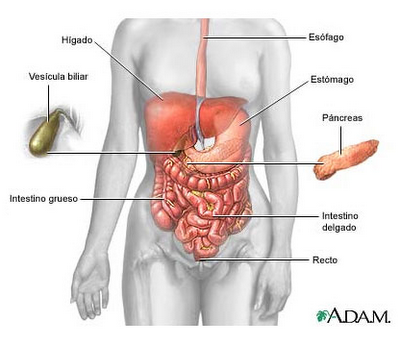 Esófago
Hígado
Vesícula biliar
Estómago
Páncreas
Intestino grueso
Intestino
delgado
Recto
A.D.A.M.